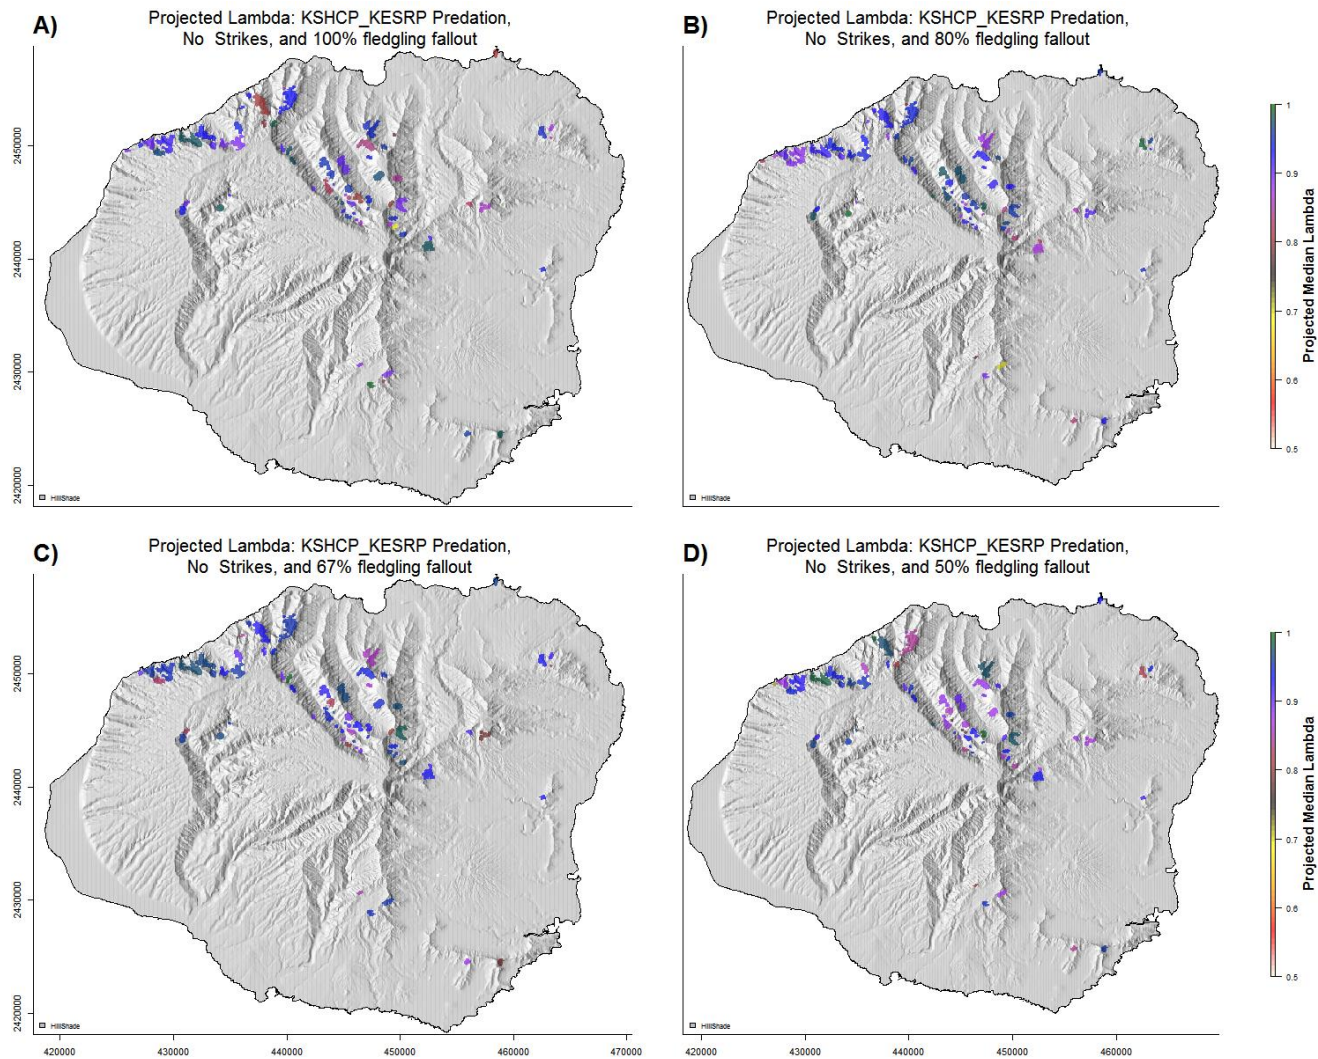 A)
Projected Lambda: KSHCP_KESRP Predation,
No Strikes, and 100% fledgling fallout
2450000
2440000
2430000
2420000
HillShade
B)
Projected Lambda: KSHCP_KESRP Predation,
No Strikes, and 80% fledgling fallout
HillShade
1
0.9
0.8
0.7
0.6
0.5
Projected Median Lambda
C)
Projected Lambda: KSHCP_KESRP Predation,
No Strikes, and 67% fledgling fallout
2450000
2440000
2430000
2420000
HillShade
420000 430000 440000 450000 460000 470000
D)
Projected Lambda: KSHCP_KESRP Predation,
No Strikes, and 50% fledgling fallout
HillShade
420000 430000 440000 450000 460000
1
0.9
0.8
0.7
0.6
0.5
Projected Median Lambda